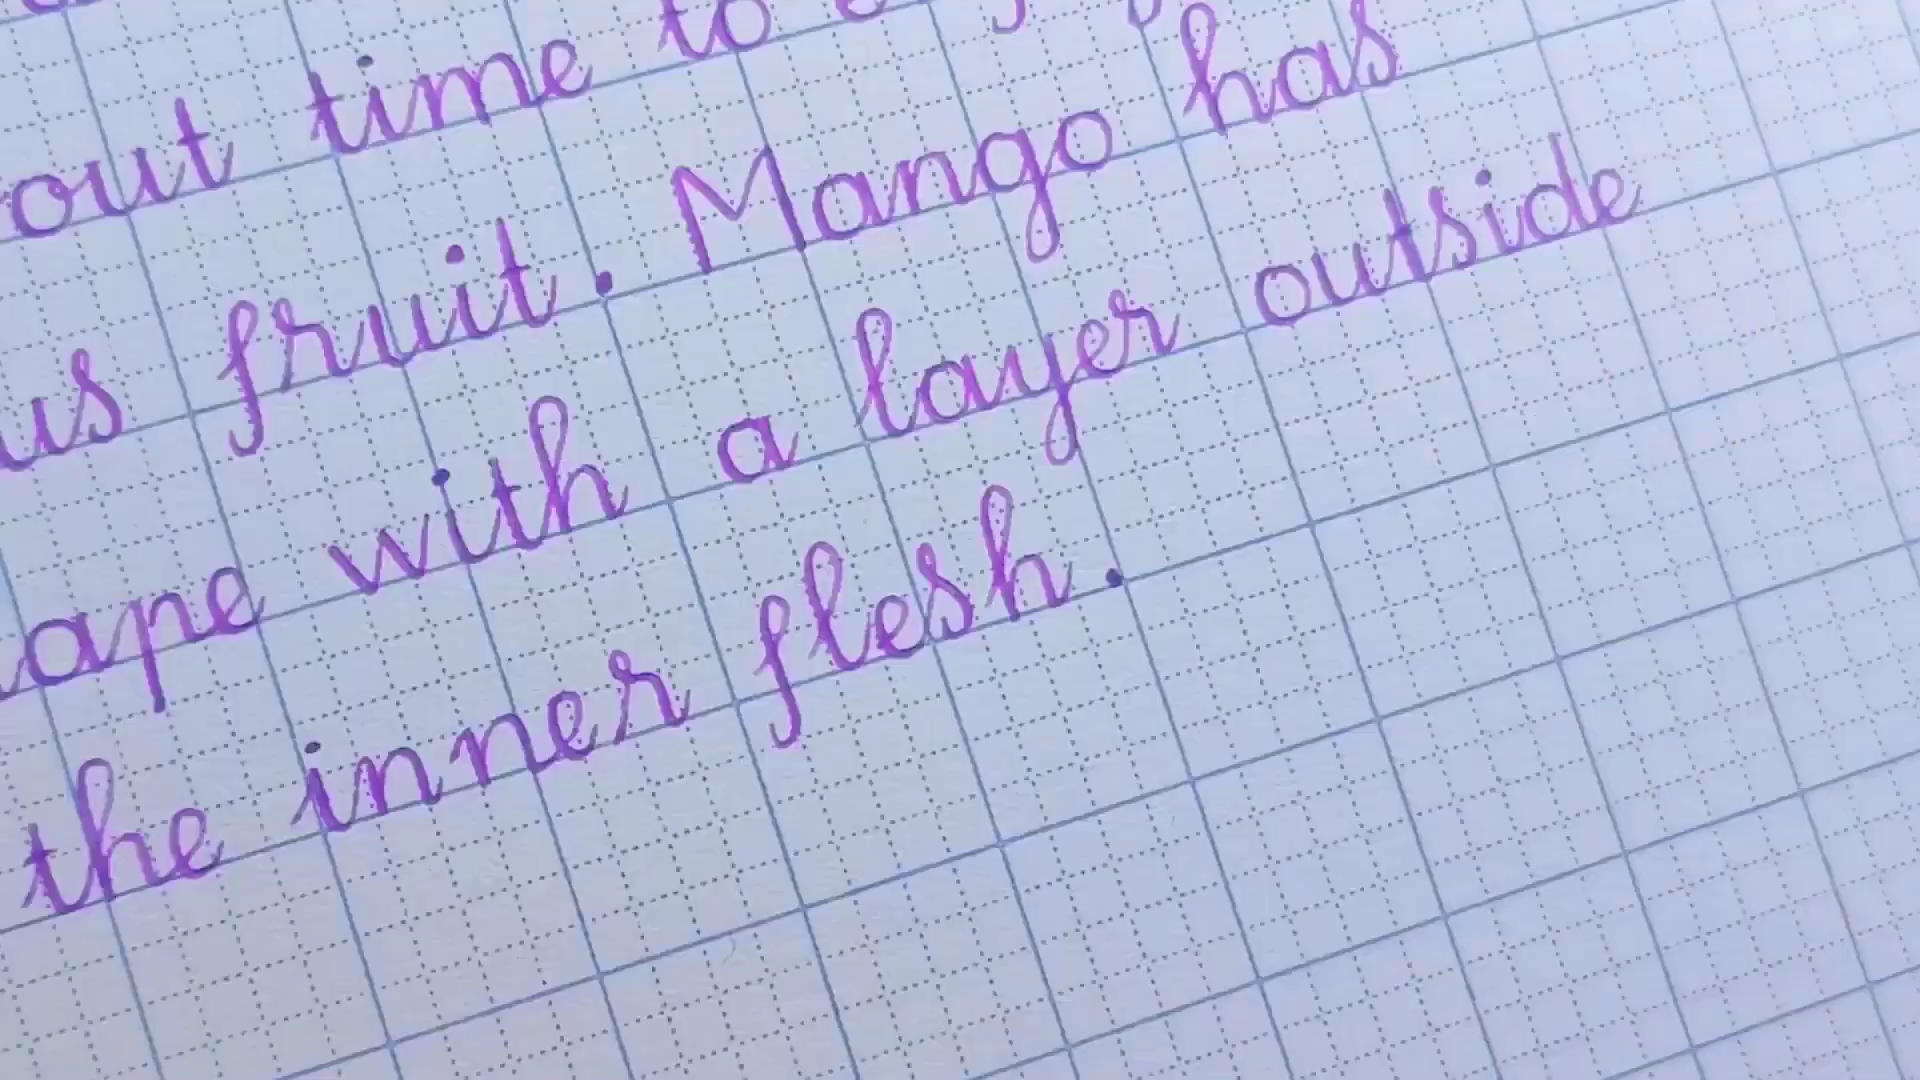 out time to
us fruit. Mango has
ape with a layer outside
the inner flesh.